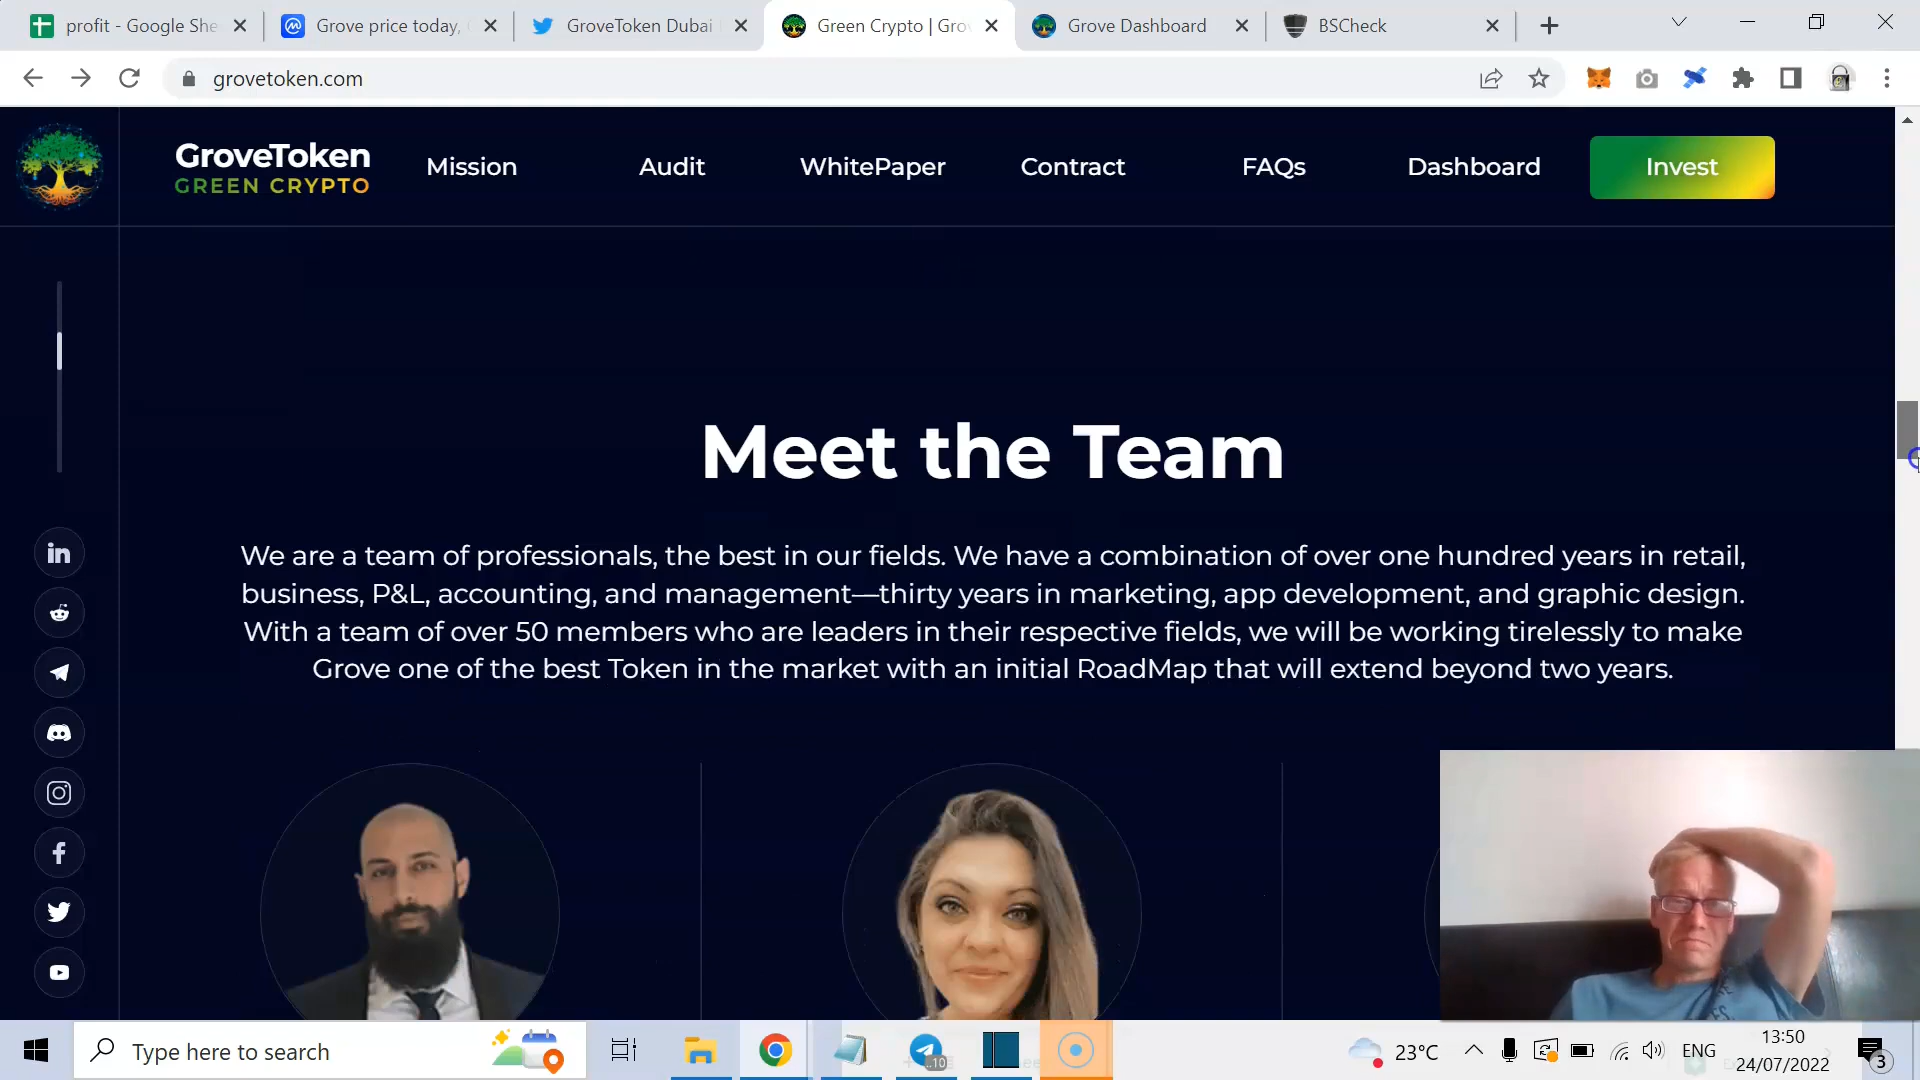 profit - Google She
Grove price today,
GroveToken Dubai
Green Crypto | Gro
Grove Dashboard
BSCheck
grovetoken.com
GroveToken
GREEN CRYPTO
Mission
Audit
WhitePaper
Contract
FAQs
Dashboard
Invest
Meet the Team
We are a team of professionals, the best in our fields. We have a combination of over one hundred years in retail,
business, P&L, accounting, and management—thirty years in marketing, app development, and graphic design.
With a team of over 50 members who are leaders in their respective fields, we will be working tirelessly to make
Grove one of the best Token in the market with an initial RoadMap that will extend beyond two years.
Type here to search
23°C
ENG
13:50
24/07/2022
3